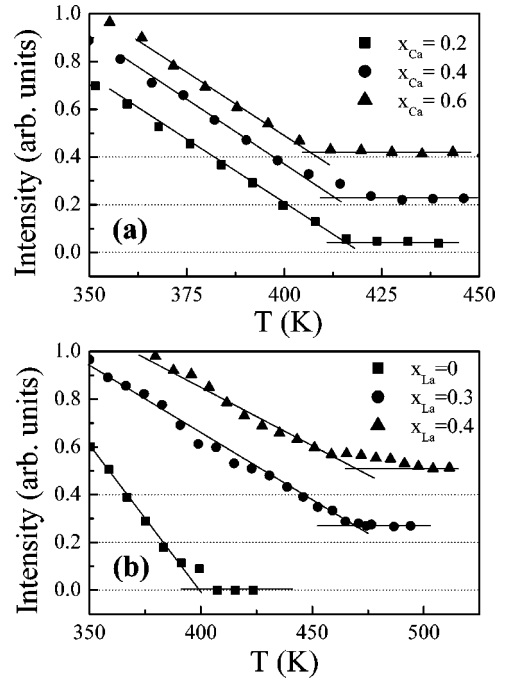 1.0
0.8
0.6
0.4
0.2
0.0
Intensity (arb. units)
x_Ca = 0.2
x_Ca = 0.4
x_Ca = 0.6
(a)
350 375 400 425 450
T (K)
1.0
0.8
0.6
0.4
0.2
0.0
Intensity (arb. units)
x_La =0
x_La = 0.3
x_La = 0.4
(b)
350 400 450 500
T (K)